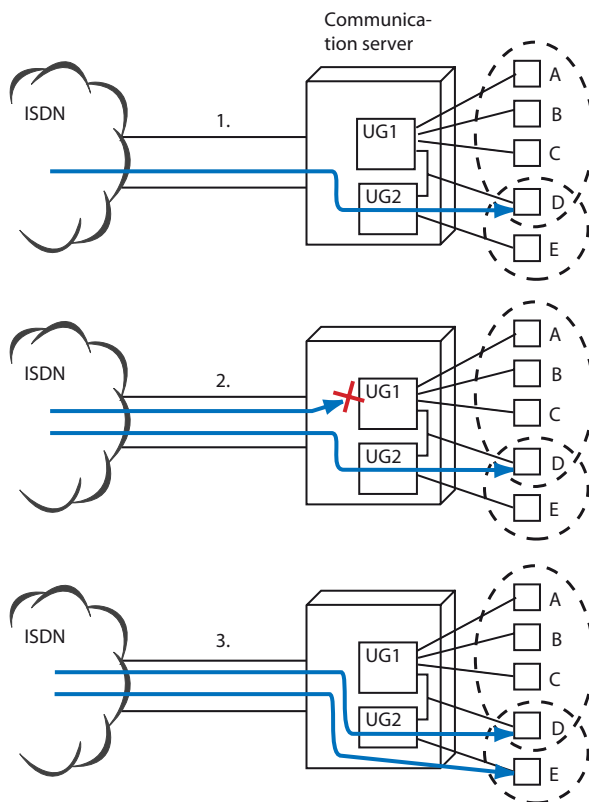 Communica-
tion server
ISDN
1.
UG1
UG2
A
B
C
D
E
ISDN
2.
UG1
UG2
A
B
C
D
E
ISDN
3.
UG1
UG2
A
B
C
D
E